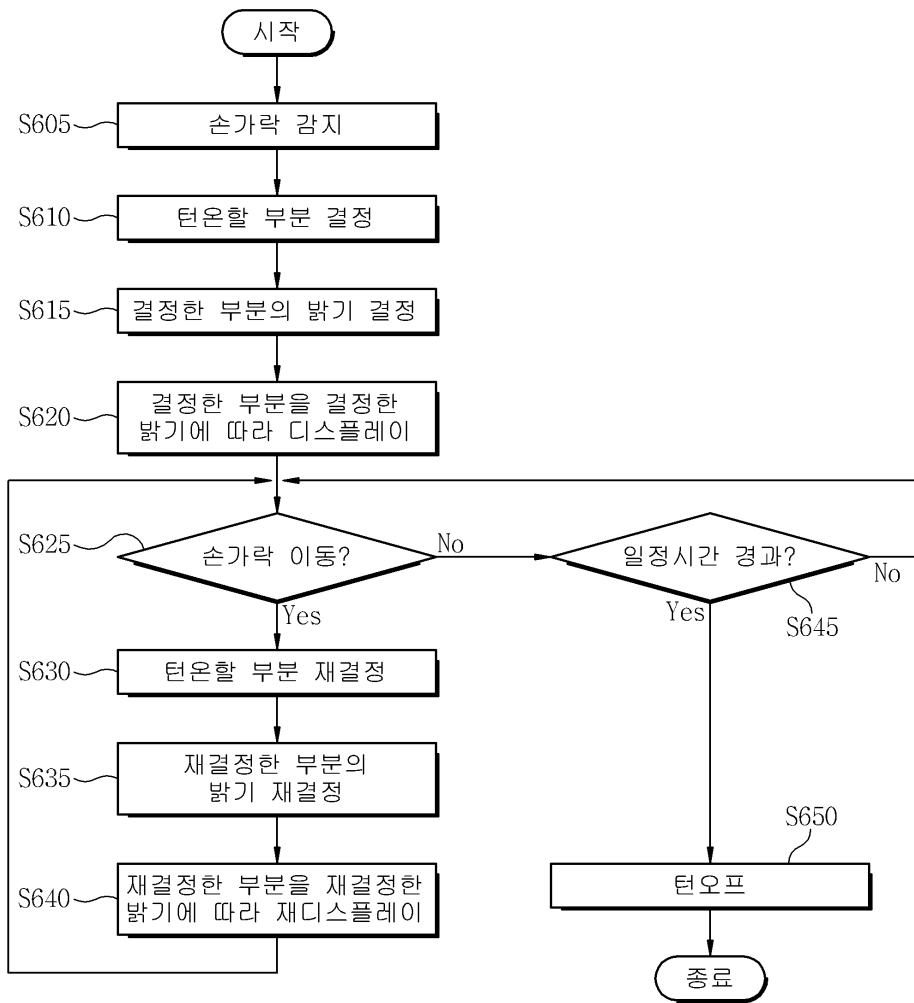 시작
S605
손가락 감지
S610
턴온할 부분 결정
S615
결정한 부분의 밝기 결정
S620
결정한 부분을 결정한
밝기에 따라 디스플레이
S625
손가락 이동?
No
Yes
일정시간 경과?
No
Yes
S645
S630
턴온할 부분 재결정
S635
재결정한 부분의
밝기 재결정
S640
재결정한 부분을 재결정한
밝기에 따라 재디스플레이
S650
턴오프
종료